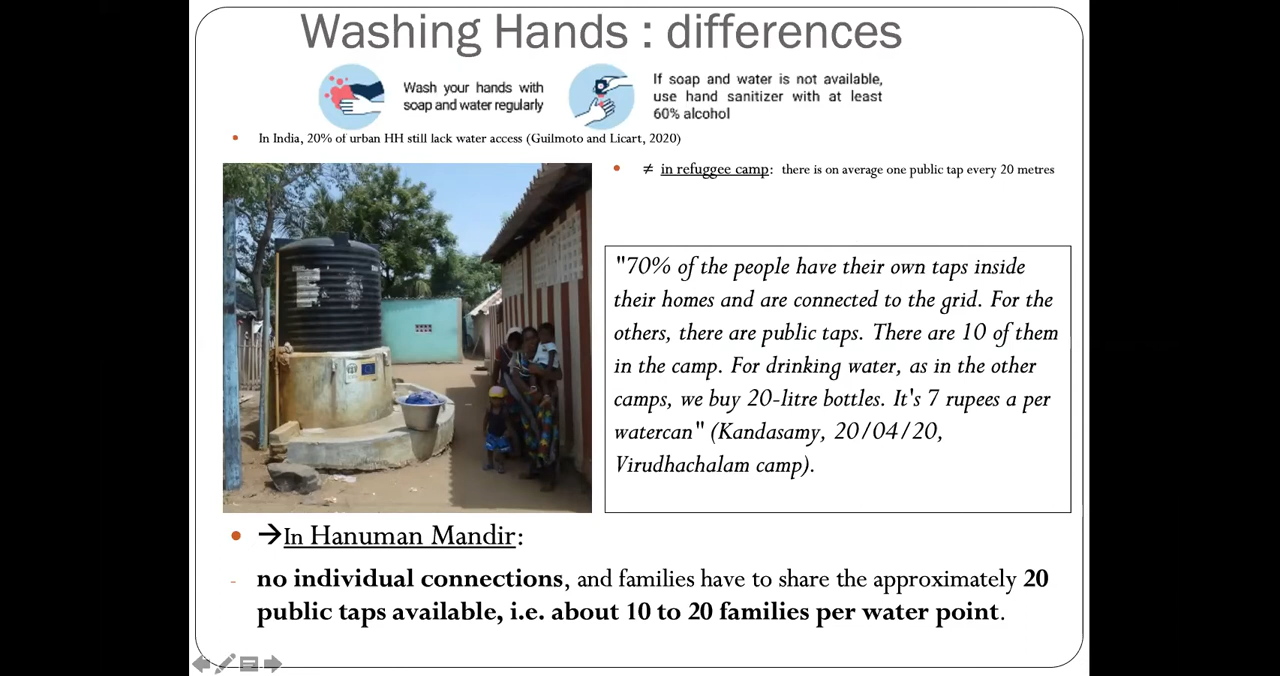 Washing Hands : differences
Wash your hands with
soap and water regularly
If soap and water is not available,
use hand sanitizer with at least
60% alcohol
• In India, 20% of urban HH still lack water access (Guilmoto and Licart, 2020)
• ≠ in refuggee camp: there is on average one public tap every 20 metres
"70% of the people have their own taps inside
their homes and are connected to the grid. For the
others, there are public taps. There are 10 of them
in the camp. For drinking water, as in the other
camps, we buy 20-litre bottles. It's 7 rupees a per
watercan" (Kandasamy, 20/04/20,
Virudhachalam camp).
• →In Hanuman Mandir:
- no individual connections, and families have to share the approximately 20
public taps available, i.e. about 10 to 20 families per water point.